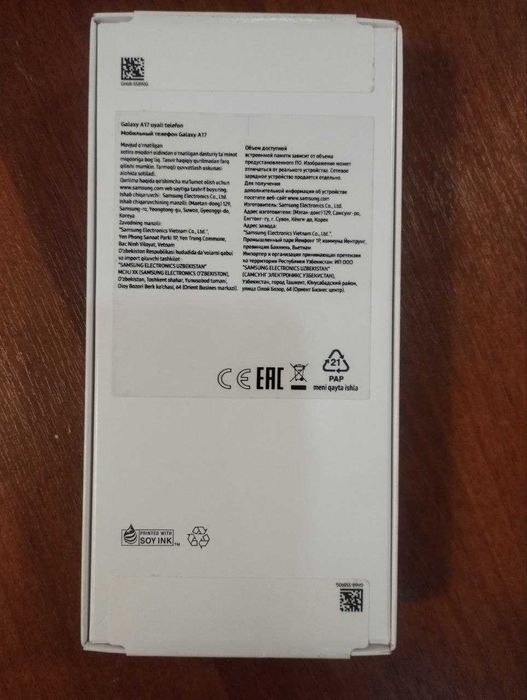 GH68-55890G
Galaxy A17 uyali telefon
Мобильный телефон Galaxy A17
Mavjud o'rnatilgan
xotira miqdori oldindan o'rnatilgan dasturiy ta'minot
miqdoriga bog'liq. Tasvir haqiqiy qurilmadan farq
qilishi mumkin. Tarmoqli quvvatlash uskunasi
alohida sotiladi.
Qurilma haqida qo'shimcha ma'lumot olish uchun
www.samsung.com veb-saytiga tashrif buyuring.
Ishlab chiqaruvchi: Samsung Electronics Co., Ltd.
Ishlab chiqaruvchining manzili: (Maetan-dong) 129,
Samsung-ro, Yeongtong-gu, Suwon, Gyeonggi-do,
Koreya
Zavodning manzili:
"Samsung Electronics Vietnam Co., Ltd.",
Yen Phong Sanoat Parki 1P, Yen Trung Commune,
Bac Ninh Viloyat, Vetnam
O'zbekiston Respublikasi hududida da'velarni qabul
va import qiluvchi tashkilot:
"SAMSUNG ELECTRONICS UZBEKISTAN"
MCHJ XK (SAMSUNG ELECTRONICS O'ZBEKISTON),
O'zbekiston, Toshkent shahar, Yunusobod tumani,
Oloy Bozori Berk ko'chasi, 64 (Orient Busines markazi).
Объем доступной
встроенной памяти зависит от объема
предустановленного ПО. Изображение может
отличаться от реального устройства. Сетевое
зарядное устройство продается отдельно.
Для получения
дополнительной информации об устройстве
посетите веб-сайт www.samsung.com
Изготовитель: Samsung Electronics Co., Ltd.
Адрес изготовителя: (Мэтан-донг) 129, Самсунг-ро,
Енгтонг-гу, г. Сувон, Кёнги-до, Корея
Адрес завода:
"Samsung Electronics Vietnam Co., Ltd.",
Промышленный парк Йенфонг 1P, коммуна Йентрунг,
провинция Бакнинь, Вьетнам
Импортер и организация принимающая претензии
на территории Республики Узбекистан: ИП ООО
"SAMSUNG ELECTRONICS UZBEKISTAN"
(САМСУНГ ЭЛЕКТРОНИКС УЗБЕКИСТАН),
Узбекистан, город Ташкент, Юнусабадский район,
улица Олой Бозор, 64 (Ориент Бизнес центр).
CE EAC
21
PAP
meni qayta ishla
PRINTED WITH
SOY INK TM
GH68-55890G